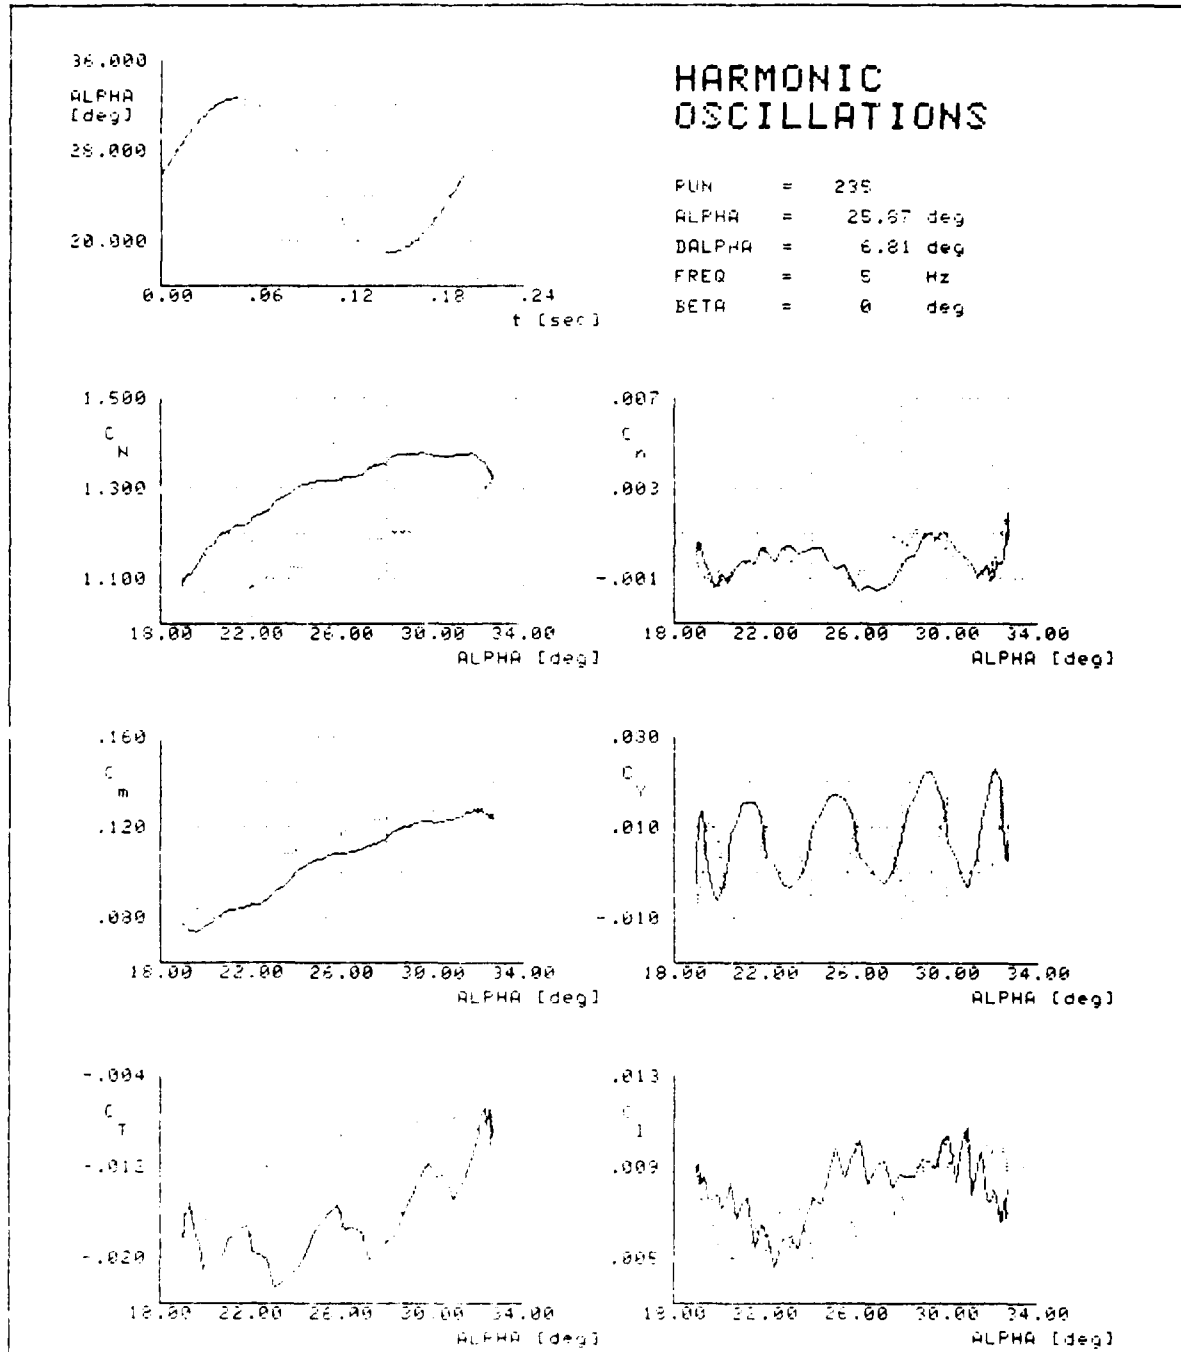 HARMONIC
OSCILLATIONS
RUN = 235
ALPHA = 25.87 deg
DALPHA = 6.81 deg
FREQ = 5 Hz
BETA = 0 deg
36.000
ALPHA
[deg]
28.000
20.000
0.00 .06 .12 .18 .24
t [sec]
1.500
C N
1.300
1.100
18.00 22.00 26.00 30.00 34.00
ALPHA [deg]
.007
C n
.003
-.001
18.00 22.00 26.00 30.00 34.00
ALPHA [deg]
.160
C m
.120
.080
18.00 22.00 26.00 30.00 34.00
ALPHA [deg]
.030
C Y
.010
-.010
18.00 22.00 26.00 30.00 34.00
ALPHA [deg]
-.004
C T
-.012
-.020
18.00 22.00 26.00 30.00 34.00
ALPHA [deg]
.013
C l
.009
.005
18.00 22.00 26.00 30.00 34.00
ALPHA [deg]